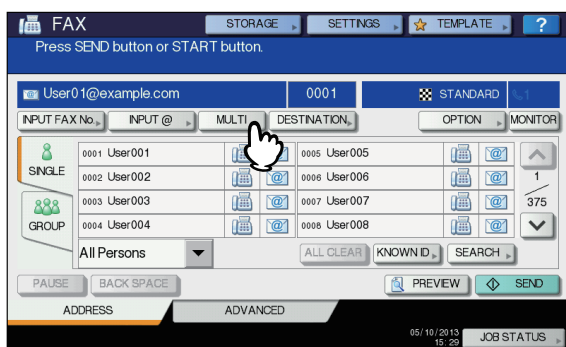 FAX STORAGE SETTINGS TEMPLATE ?
Press SEND button or START button.
User01@example.com 0001 STANDARD 1
INPUT FAX No. INPUT @ MULTI DESTINATION OPTION MONITOR
SINGLE
0001 User001 @ 0005 User005 @
0002 User002 @ 0006 User006 @
1
0003 User003 @ 0007 User007 @
375
GROUP
0004 User004 @ 0008 User008 @
All Persons ALL CLEAR KNOWN ID SEARCH
PAUSE BACK SPACE PREVIEW SEND
ADDRESS ADVANCED
05/10/2013
15:29
JOB STATUS